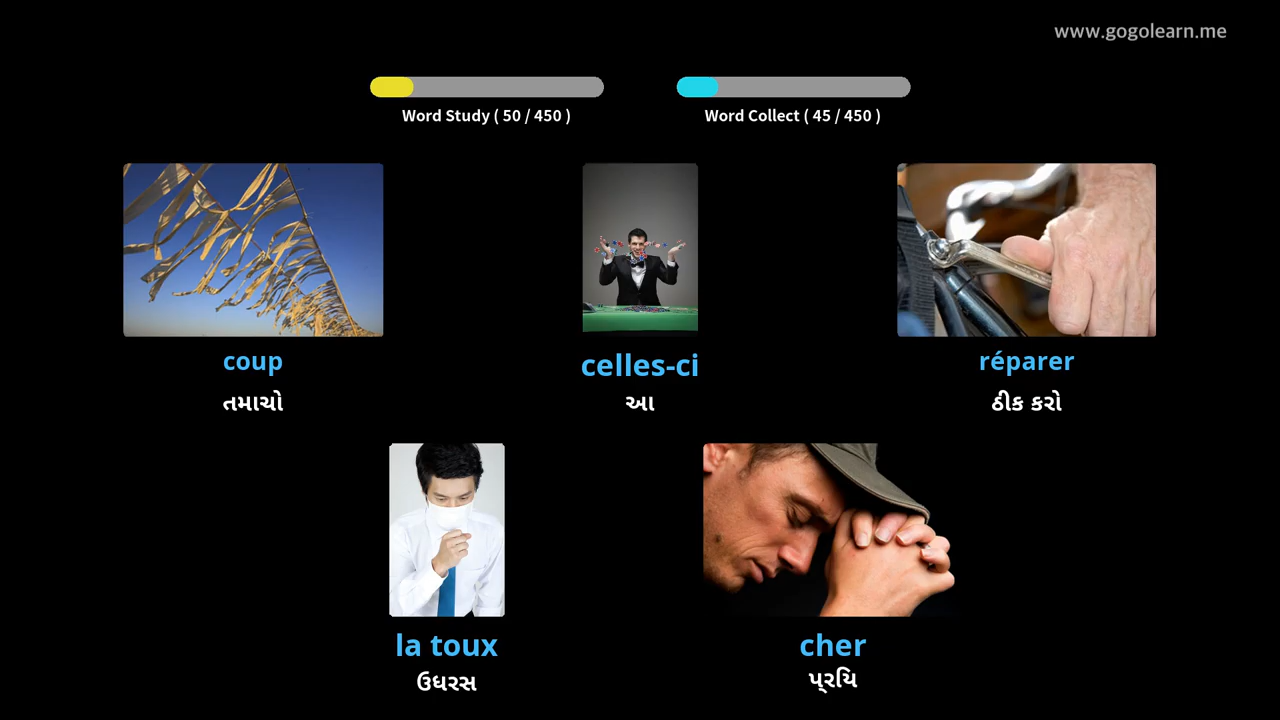 www.gogolearn.me
Word Study ( 50 / 450 )
Word Collect ( 45 / 450 )
coup
તમાચો
celles-ci
આ
réparer
ઠીક કરો
la toux
ઉધરસ
cher
પ્રિય